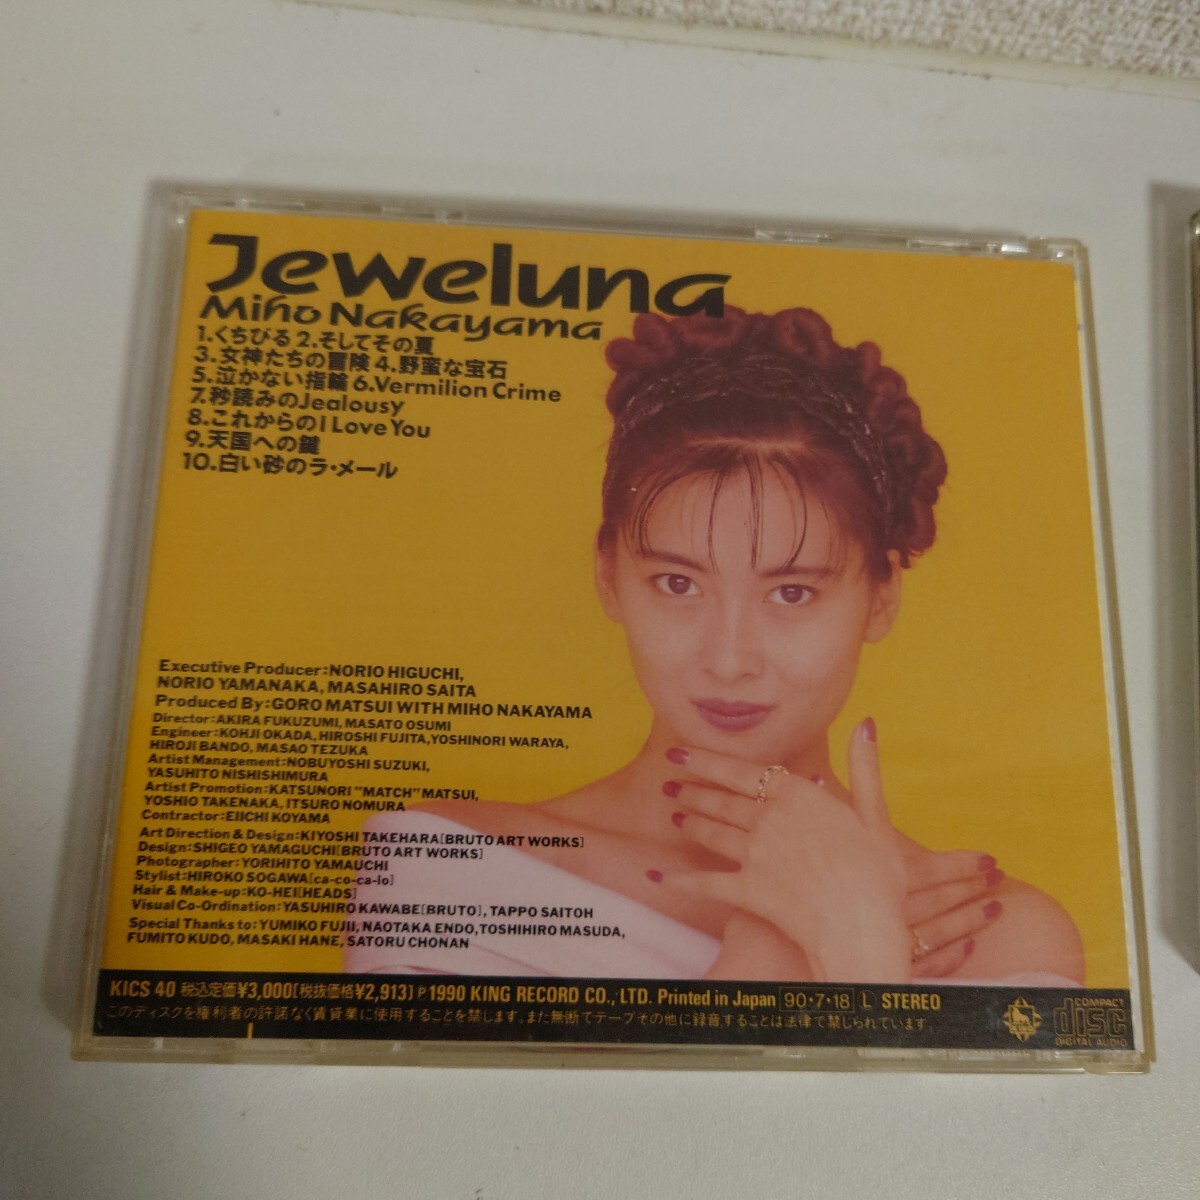 Jeweluna
Miho Nakayama
1.くちびる 2.そしてその夏
3.女神たちの冒険 4.野蛮な宝石
5.泣かない指輪 6.Vermilion Crime
7.秒読みのJealousy
8.これからのI Love You
9.天国への鍵
10.白い砂のラ・メール
Executive Producer:NORIO HIGUCHI,
NORIO YAMANAKA, MASAHIRO SAITA
Produced By:GORO MATSUI WITH MIHO NAKAYAMA
Director:AKIRA FUKUZUMI, MASATO OSUMI
Engineer:KOHJI OKADA, HIROSHI FUJITA,YOSHINORI WARAYA,
HIROJI BANDO, MASAO TEZUKA
Artist Management:NOBUYOSHI SUZUKI,
YASUHITO NISHISHIMURA
Artist Promotion:KATSUNORI "MATCH" MATSUI,
YOSHIO TAKENAKA, ITSURO NOMURA
Contractor:EIICHI KOYAMA
Art Direction & Design:KIYOSHI TAKEHARA[BRUTO ART WORKS]
Design:SHIGEO YAMAGUCHI[BRUTO ART WORKS]
Photographer:YORIHITO YAMAUCHI
Stylist:HIROKO SOGAWA[ca-co-ca-lo]
Hair & Make-up:KO-HEI[HEADS]
Visual Co-Ordination:YASUHIRO KAWABE[BRUTO], TAPPO SAITOH
Special Thanks to:YUMIKO FUJII, NAOTAKA ENDO,TOSHIHIRO MASUDA,
FUMITO KUDO, MASAKI HANE, SATORU CHONAN
KICS 40 税込定価¥3,000[税抜価格¥2,913] ℗ 1990 KING RECORD CO., LTD. Printed in Japan 90・7・18 L STEREO
このディスクを権利者の許諾なく賃貸業に使用することを禁じます。また無断でテープその他に録音することは法律で禁じられています。
COMPACT
disc
DIGITAL AUDIO